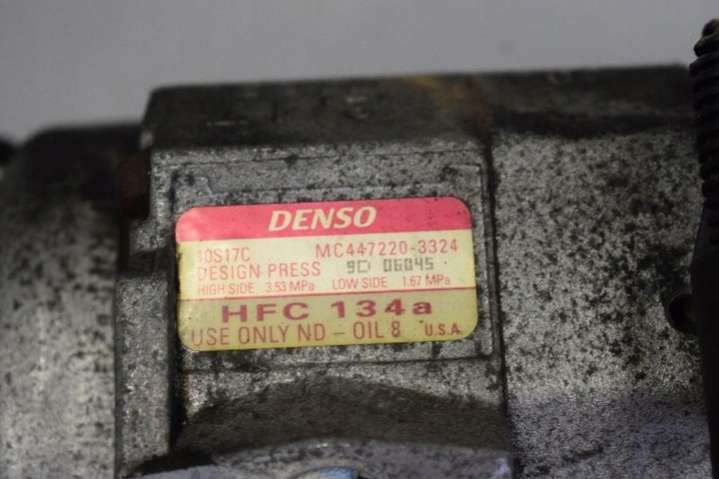 DENSO
10S17C MC447220-3324
DESIGN PRESS 06045
HIGH SIDE 3.53 MPa LOW SIDE 1.67 MPa
HFC 134a
USE ONLY ND-OIL 8 U.S.A.